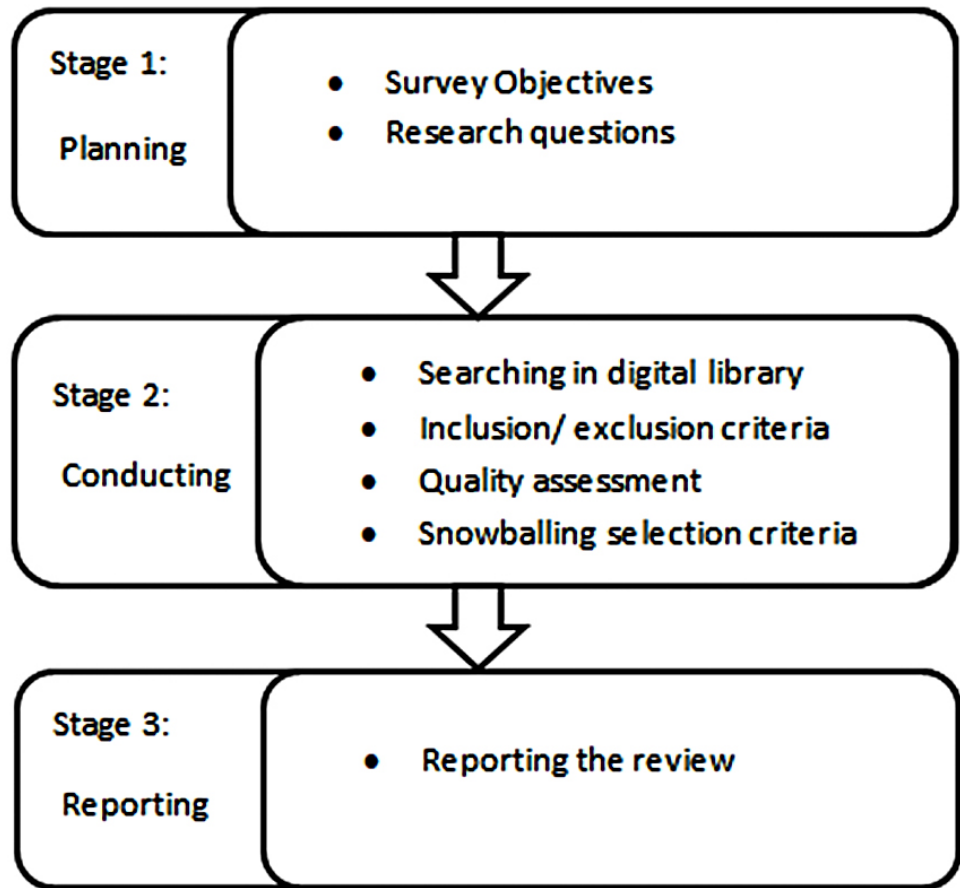 Stage 1:
Planning
• Survey Objectives
• Research questions
Stage 2:
Conducting
• Searching in digital library
• Inclusion/ exclusion criteria
• Quality assessment
• Snowballing selection criteria
Stage 3:
Reporting
• Reporting the review